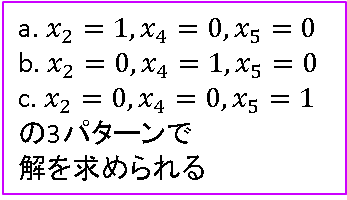 a. x₂ = 1, x₄ = 0, x₅ = 0
b. x₂ = 0, x₄ = 1, x₅ = 0
c. x₂ = 0, x₄ = 0, x₅ = 1
の3パターンで
解を求められる